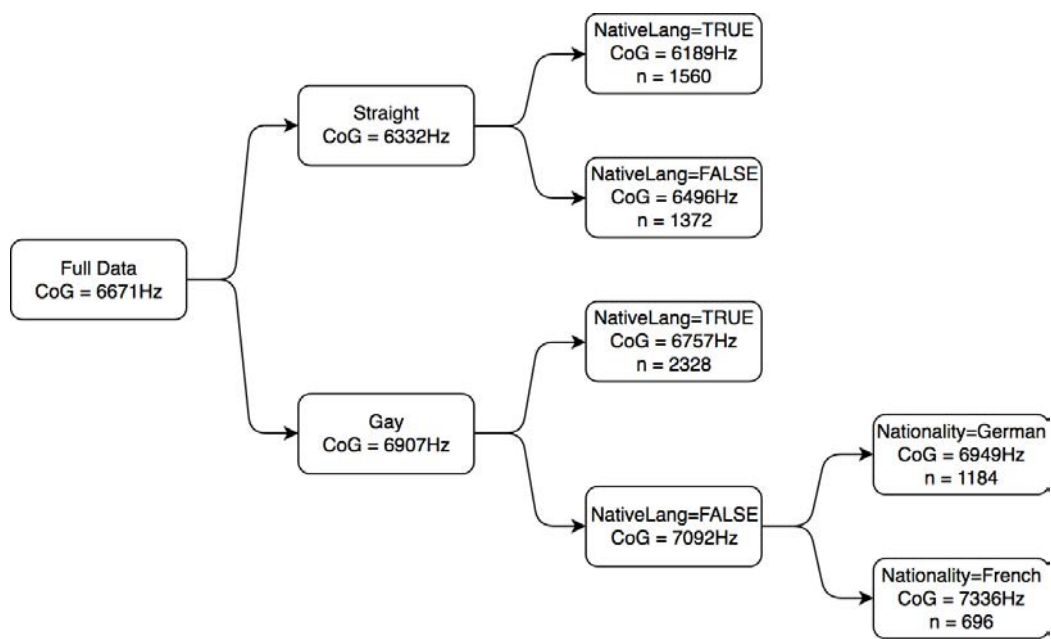 Full Data
CoG = 6671Hz
Straight
CoG = 6332Hz
NativeLang=TRUE
CoG = 6189Hz
n = 1560
NativeLang=FALSE
CoG = 6496Hz
n = 1372
Gay
CoG = 6907Hz
NativeLang=TRUE
CoG = 6757Hz
n = 2328
NativeLang=FALSE
CoG = 7092Hz
Nationality=German
CoG = 6949Hz
n = 1184
Nationality=French
CoG = 7336Hz
n = 696